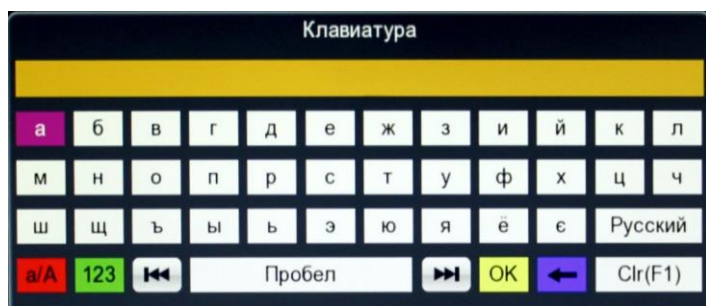 Клавиатура
а б в г д е ж з и й к л
м н о п р с т у ф х ц ч
ш щ ъ ы ь э ю я ё є Русский
а/А 123 Пробел OK Clr(F1)